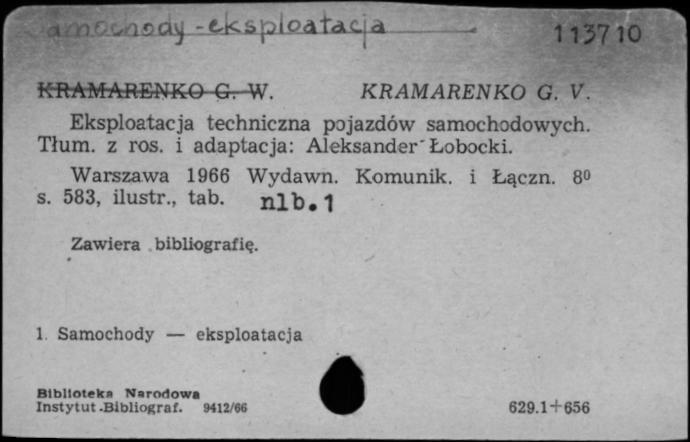 Samochody - eksploatacja 113710
KRAMARENKO G. W. KRAMARENKO G. V.
Eksploatacja techniczna pojazdów samochodowych.
Tłum. z ros. i adaptacja: Aleksander Łobocki.
Warszawa 1966 Wydawn. Komunik. i Łączn. 8⁰
s. 583, ilustr., tab. nlb.1
Zawiera bibliografię.
1. Samochody — eksploatacja
Biblioteka Narodowa
Instytut Bibliograf. 9412/66 629.1+656